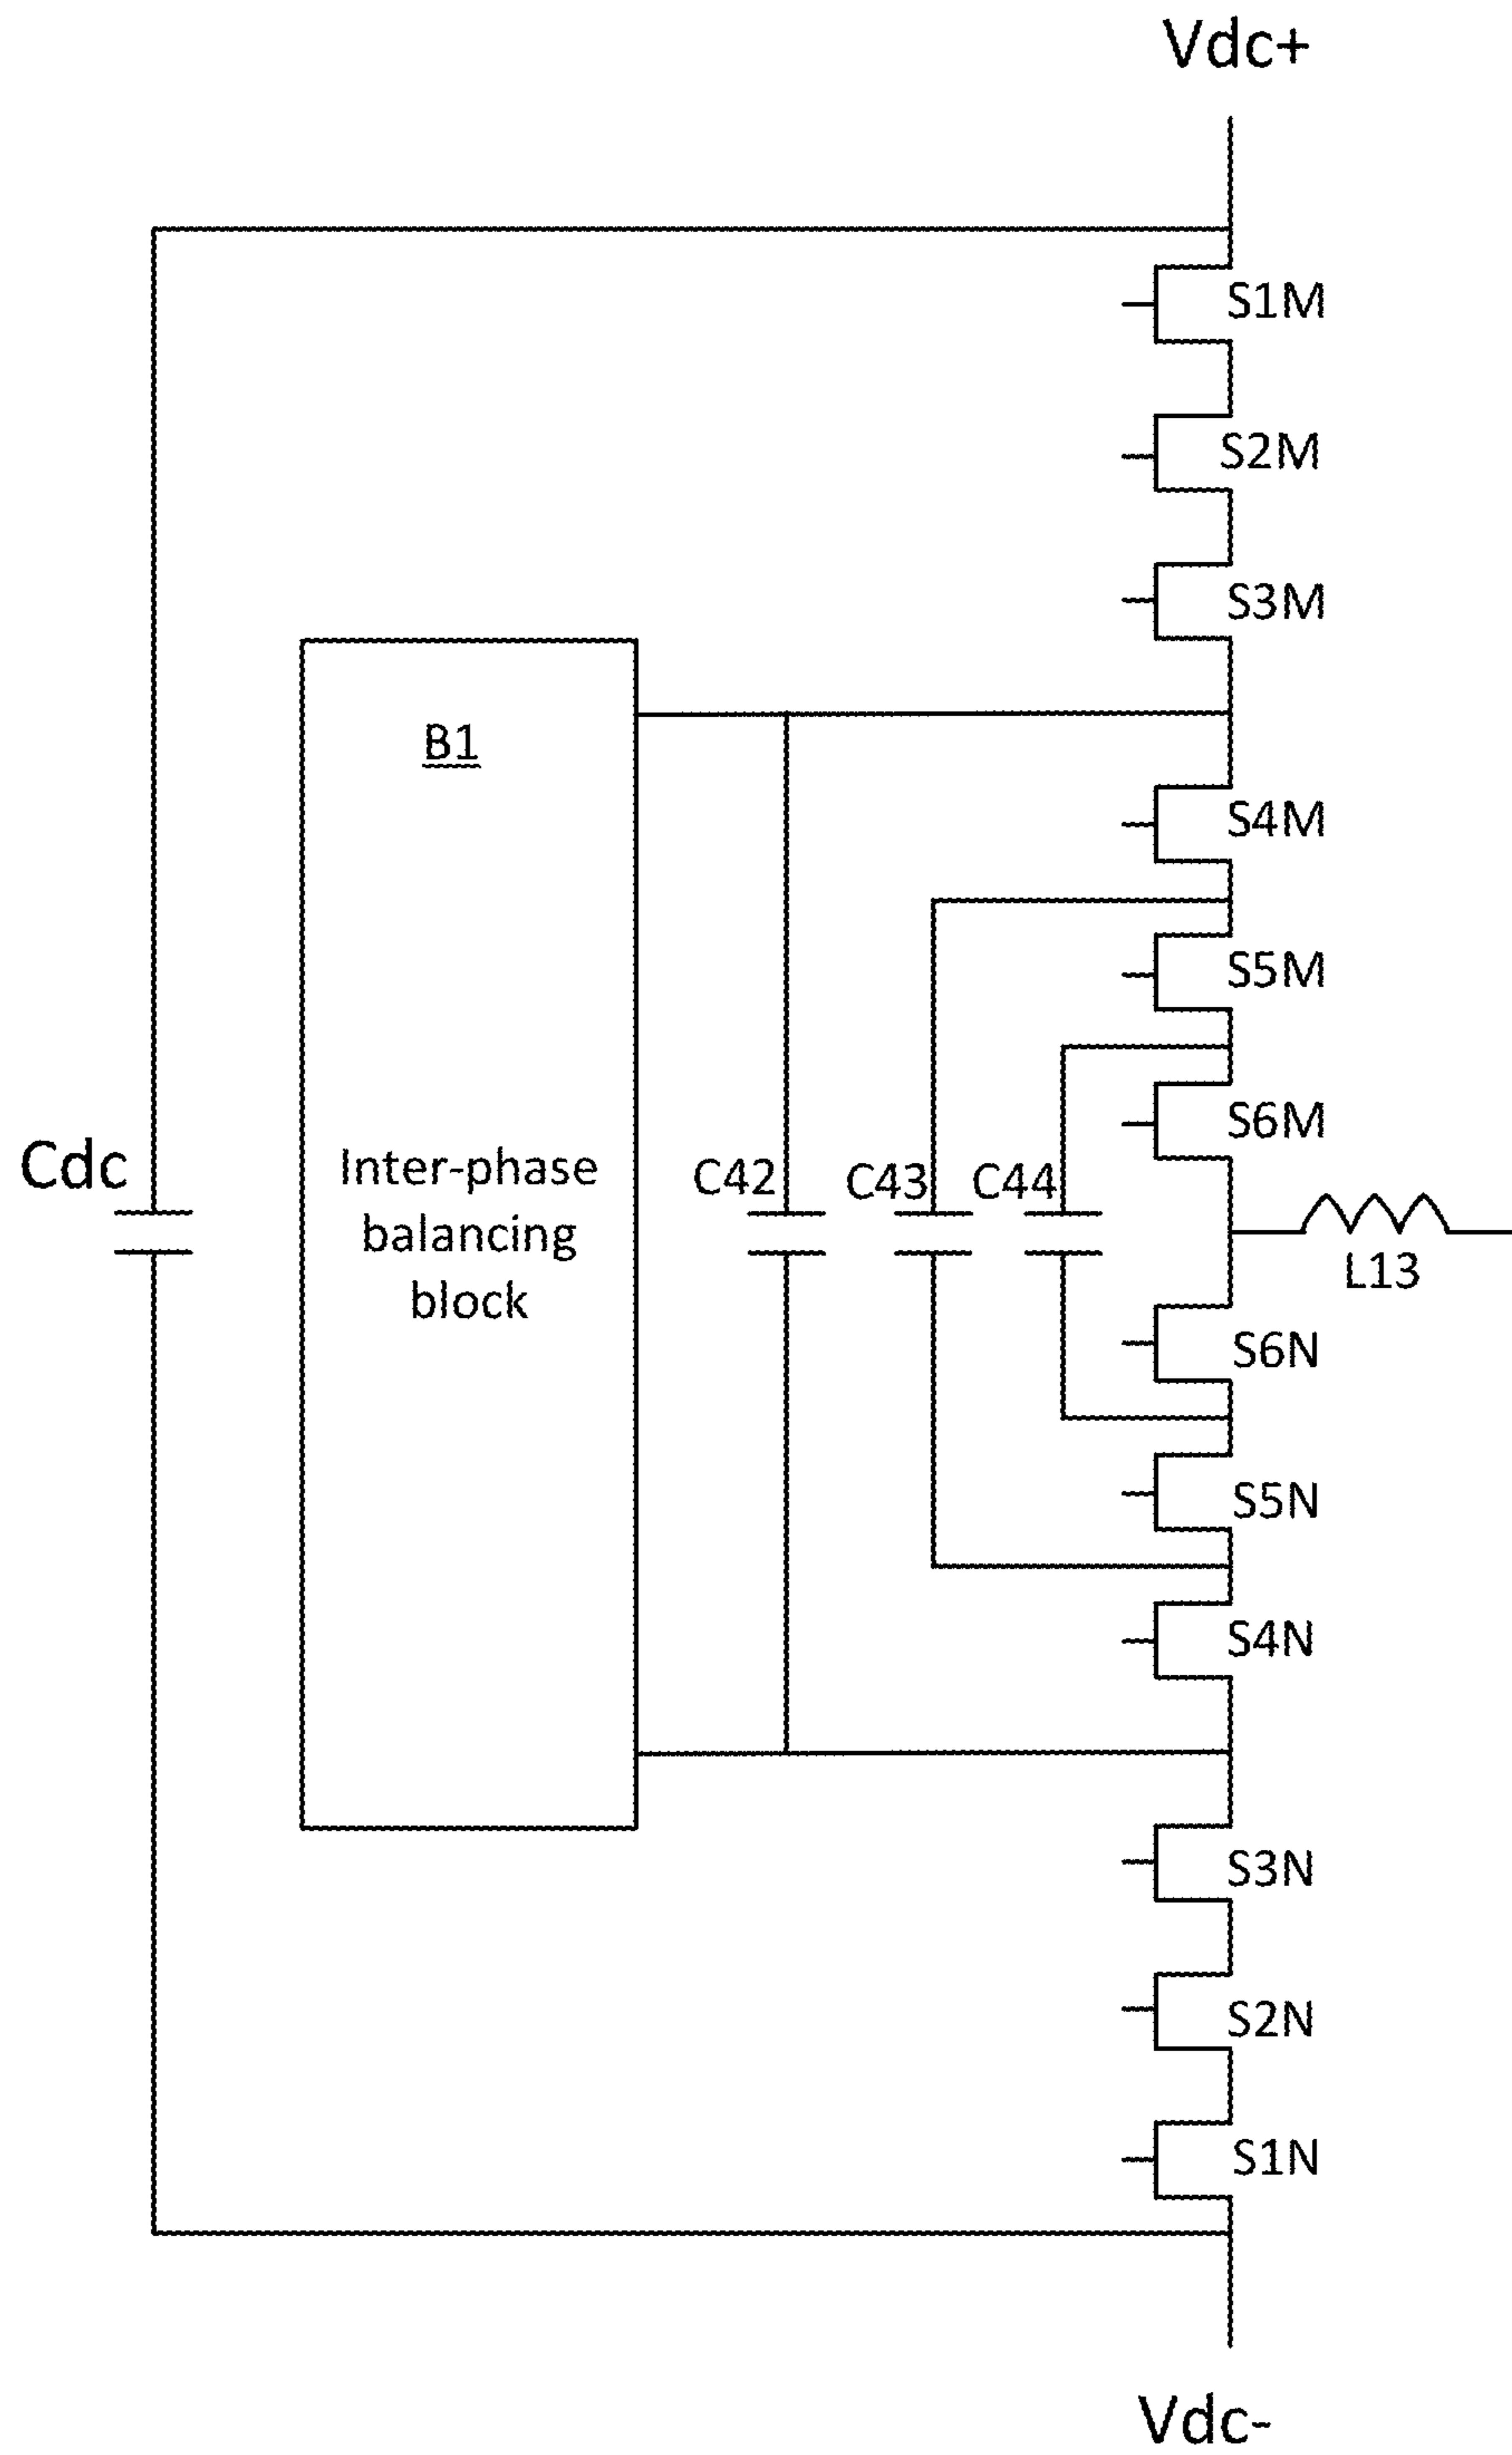 Vdc+
S1M
S2M
S3M
B1
S4M
S5M
S6M
Cdc
Inter-phase
balancing
block
C42
C43
C44
L13
S6N
S5N
S4N
S3N
S2N
S1N
Vdc-